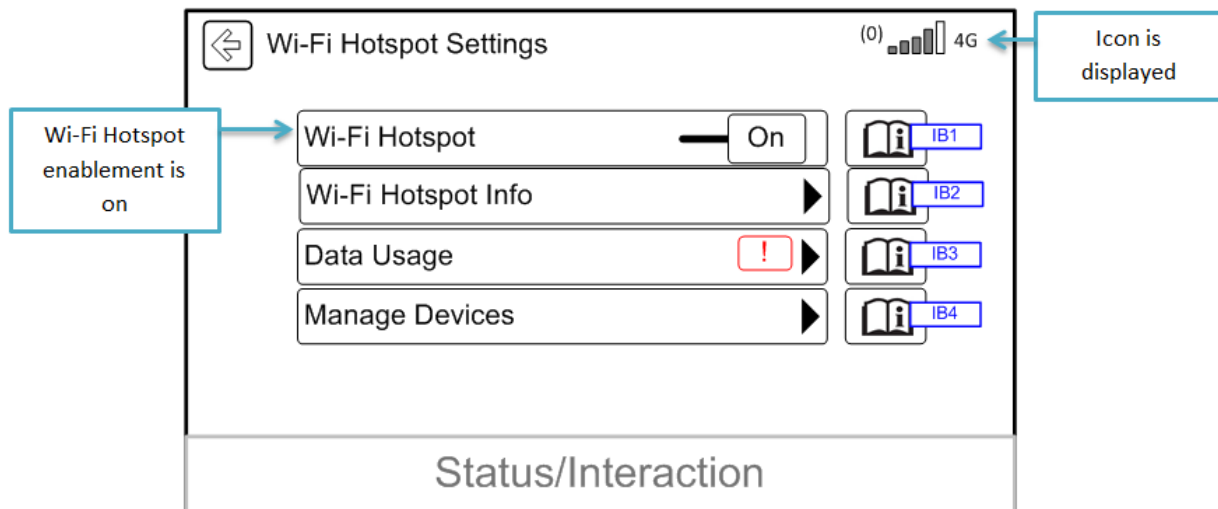 Wi-Fi Hotspot Settings
(0) 4G
Icon is
displayed
Wi-Fi Hotspot
enablement is
on
Wi-Fi Hotspot On
IB1
Wi-Fi Hotspot Info
IB2
Data Usage !
IB3
Manage Devices
IB4
Status/Interaction